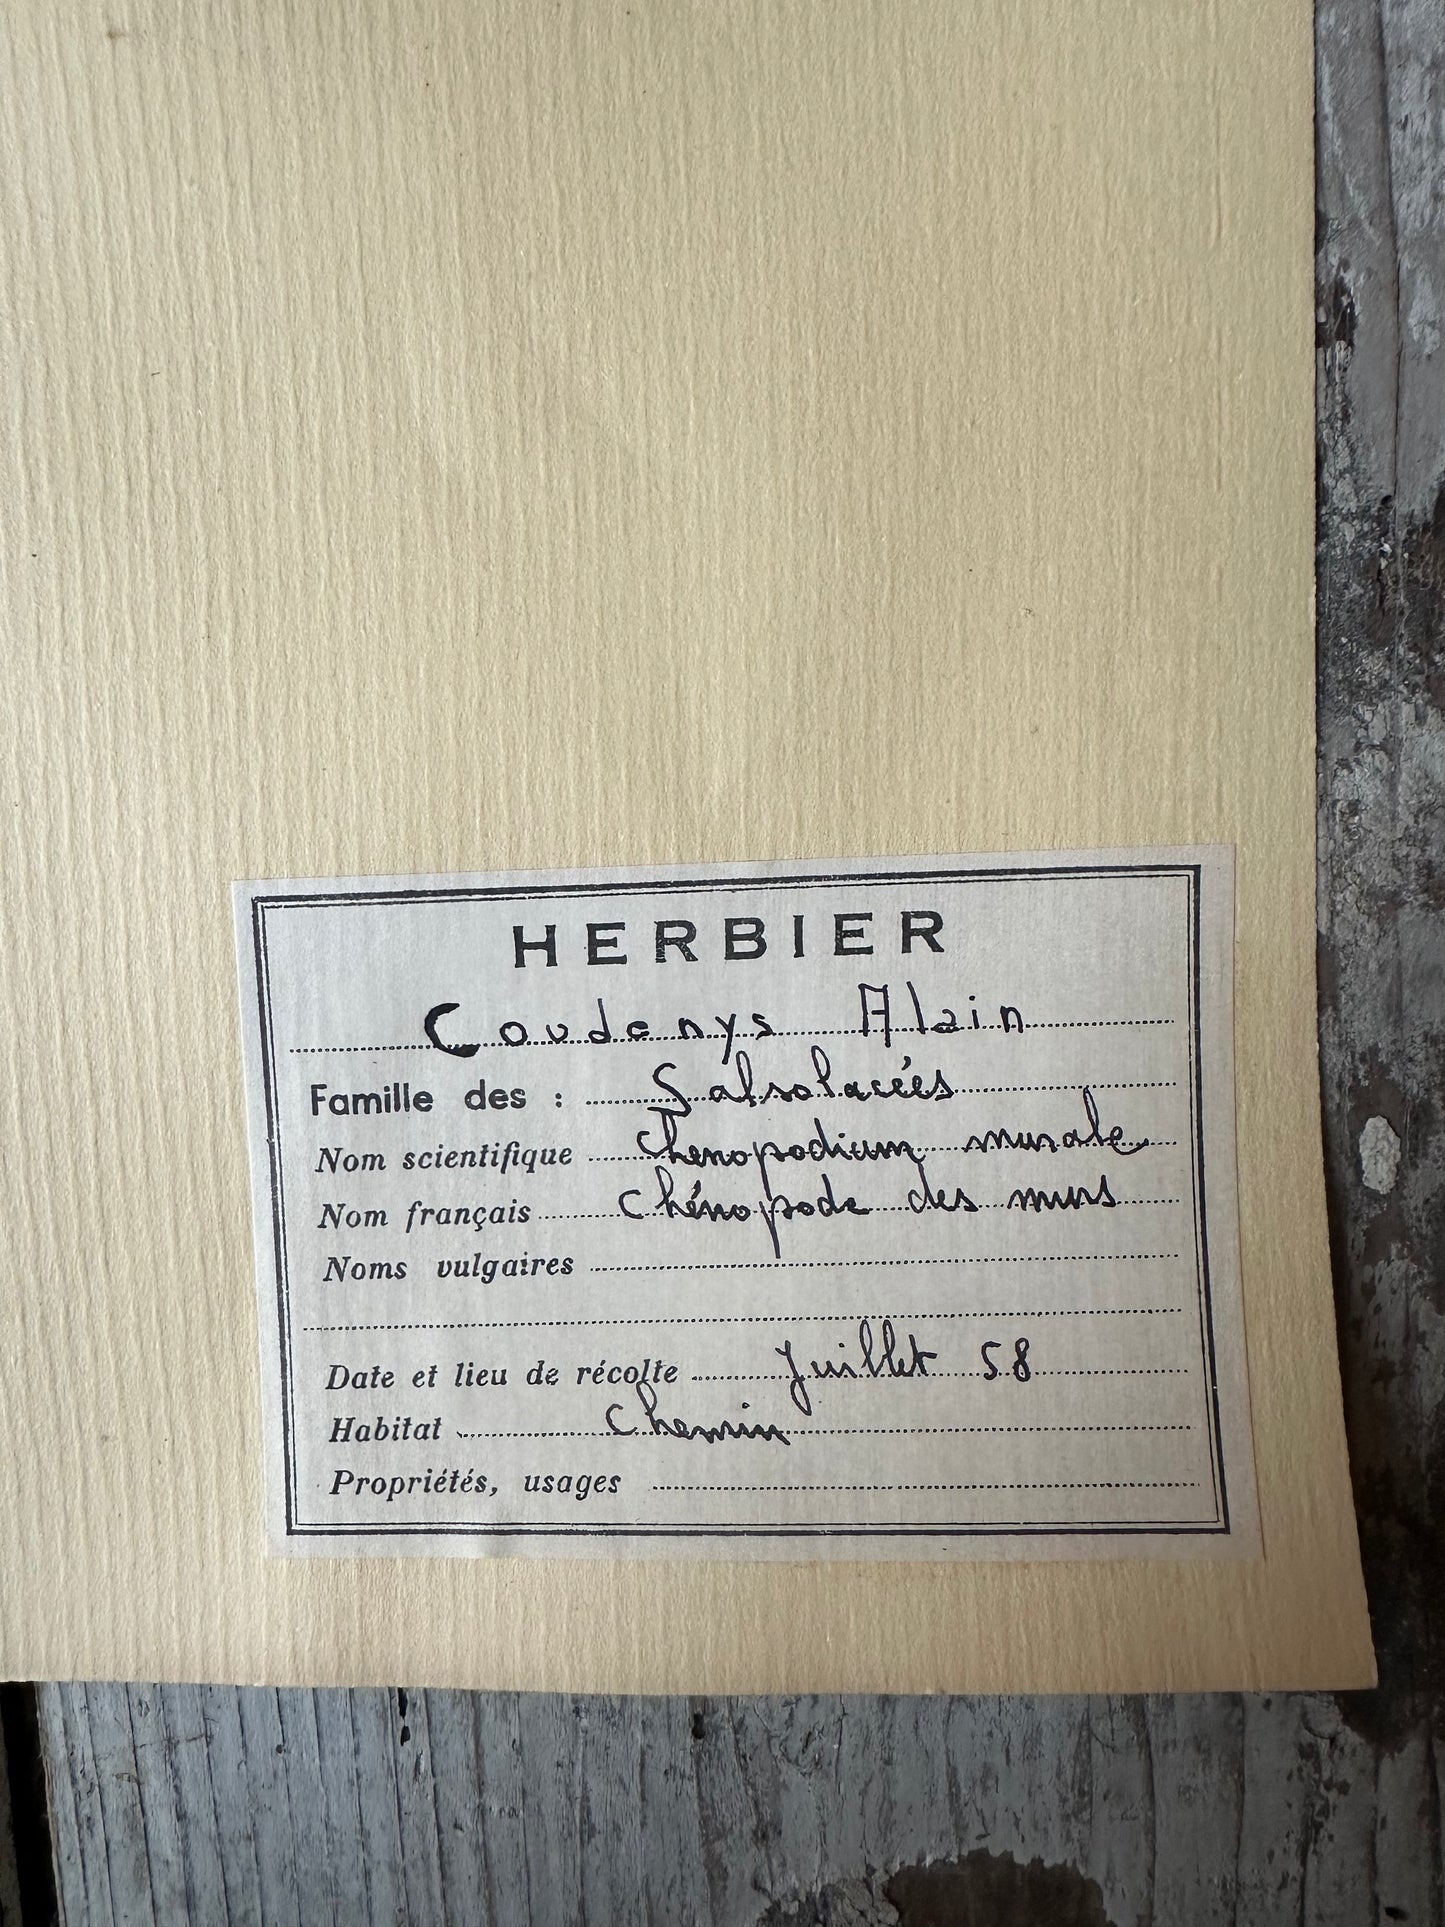 HERBIER
Coudenys Alain
Famille des : Salsolacées
Nom scientifique Chenopodium murale
Nom français Chénopode des murs
Noms vulgaires
Date et lieu de récolte Juillet 58
Habitat Chemin
Propriétés, usages